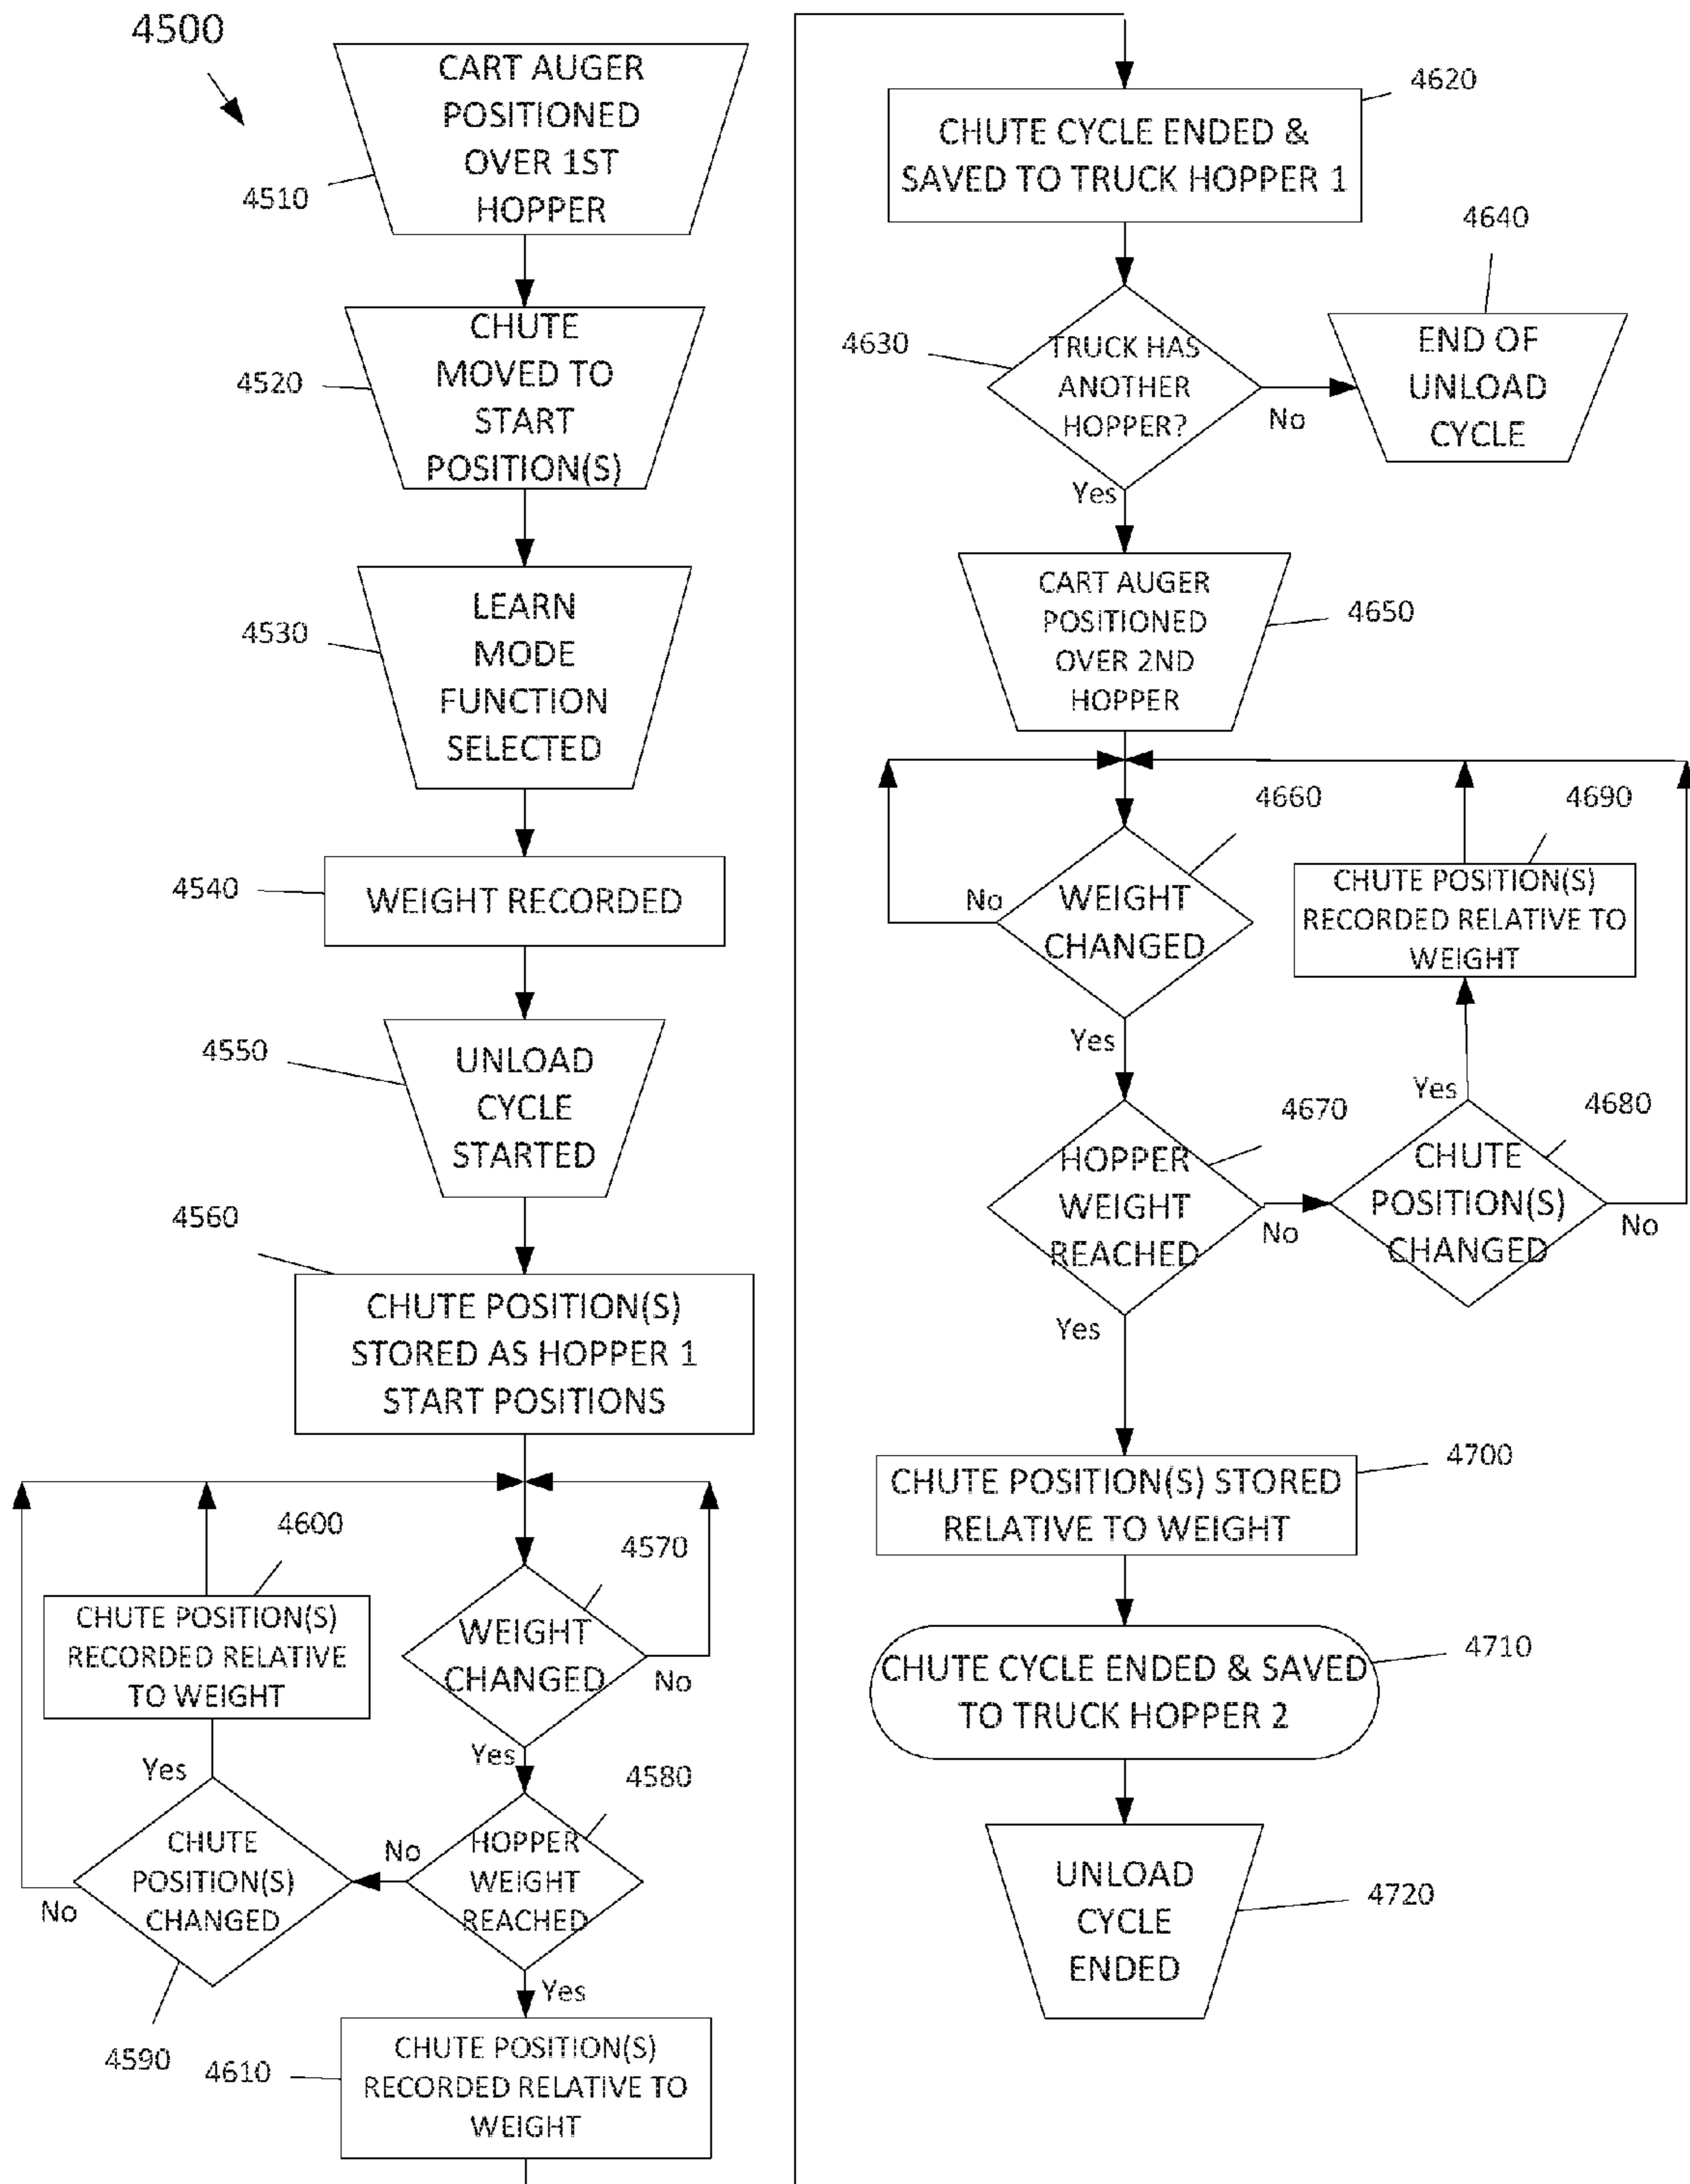 4500
CART AUGER
POSITIONED
OVER 1ST
HOPPER
4510
CHUTE
MOVED TO
START
POSITION(S)
4520
LEARN
MODE
FUNCTION
SELECTED
4530
WEIGHT RECORDED
4540
UNLOAD
CYCLE
STARTED
4550
4560
CHUTE POSITION(S)
STORED AS HOPPER 1
START POSITIONS
4570
WEIGHT
CHANGED
No
Yes
4580
HOPPER
WEIGHT
REACHED
No
Yes
CHUTE
POSITION(S)
CHANGED
No
Yes
4590
4600
CHUTE POSITION(S)
RECORDED RELATIVE
TO WEIGHT
4610
CHUTE POSITION(S)
RECORDED RELATIVE TO
WEIGHT
4620
CHUTE CYCLE ENDED &
SAVED TO TRUCK HOPPER 1
4630
TRUCK HAS
ANOTHER
HOPPER?
No
Yes
4640
END OF
UNLOAD
CYCLE
CART AUGER
POSITIONED
OVER 2ND
HOPPER
4650
4660
WEIGHT
CHANGED
No
Yes
4670
HOPPER
WEIGHT
REACHED
No
Yes
4680
CHUTE
POSITION(S)
CHANGED
Yes
No
4690
CHUTE POSITION(S)
RECORDED RELATIVE TO
WEIGHT
4700
CHUTE POSITION(S) STORED
RELATIVE TO WEIGHT
4710
CHUTE CYCLE ENDED & SAVED
TO TRUCK HOPPER 2
UNLOAD
CYCLE
ENDED
4720